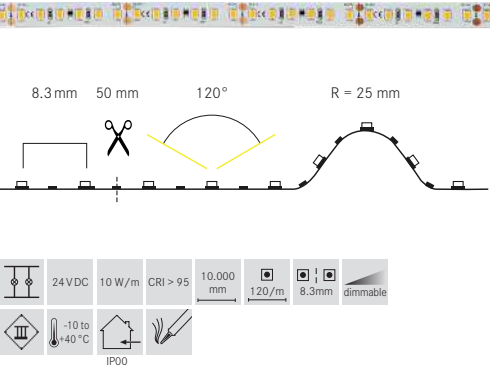 8.3 mm 50 mm 120° R = 25 mm
24 V DC 10 W/m CRI > 95 10.000 mm 120/m 8.3mm dimmable
III -10 to +40 °C
IP00